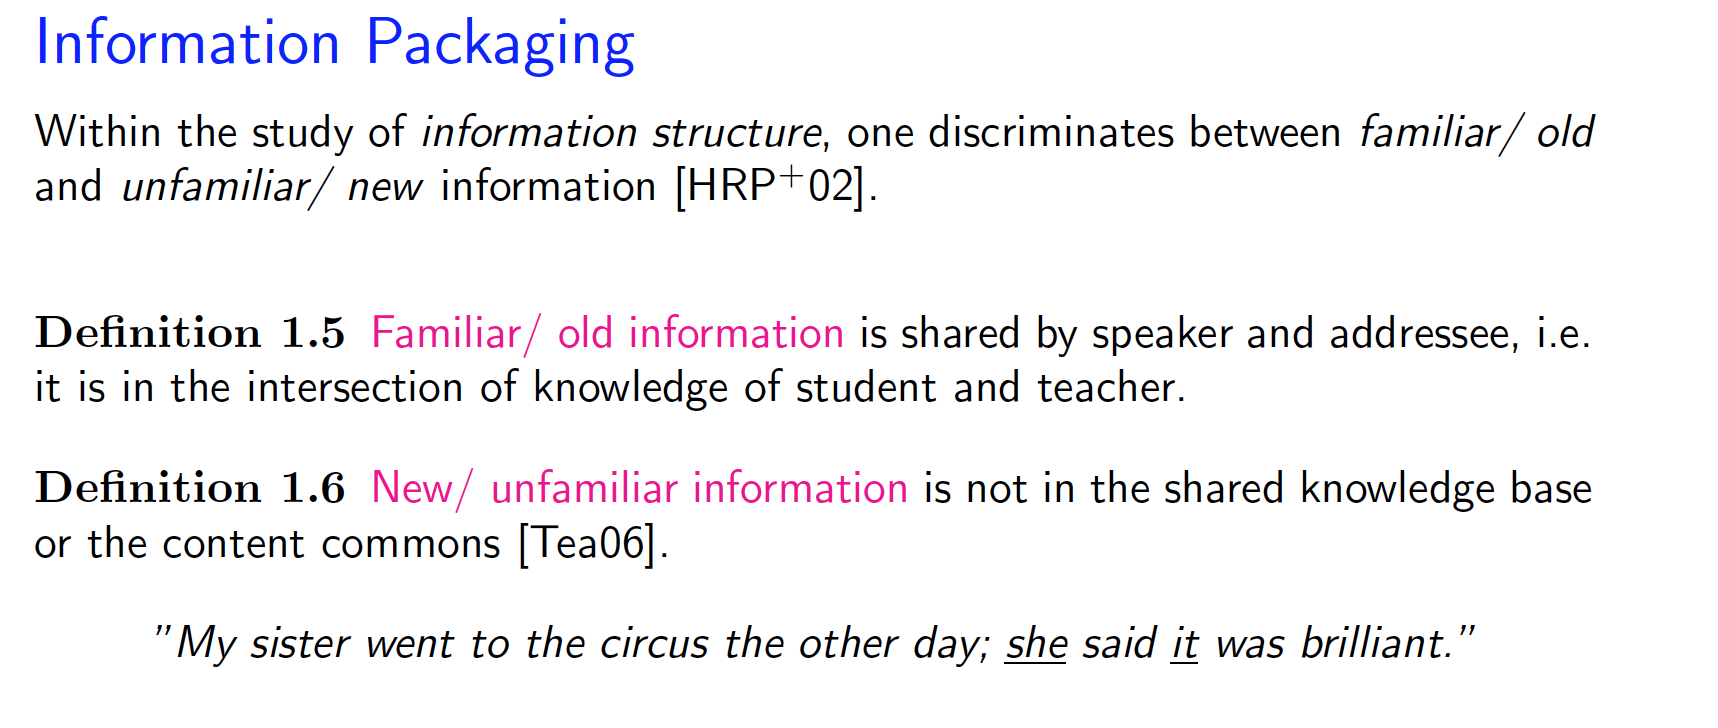 Information Packaging
Within the study of information structure, one discriminates between familiar/ old
and unfamiliar/ new information [HRP+02].
Definition 1.5 Familiar/ old information is shared by speaker and addressee, i.e.
it is in the intersection of knowledge of student and teacher.
Definition 1.6 New/ unfamiliar information is not in the shared knowledge base
or the content commons [Tea06].
”My sister went to the circus the other day; she said it was brilliant.”